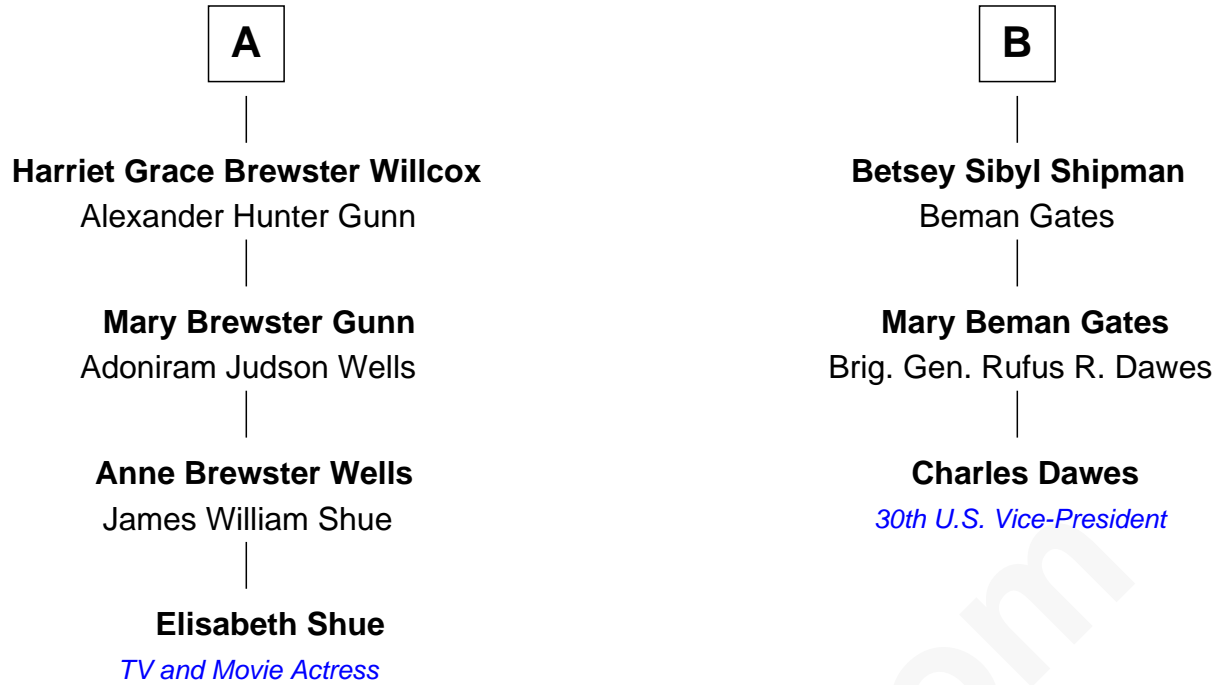 A
Harriet Grace Brewster Willcox
Alexander Hunter Gunn
Mary Brewster Gunn
Adoniram Judson Wells
Anne Brewster Wells
James William Shue
Elisabeth Shue
TV and Movie Actress
B
Betsey Sibyl Shipman
Beman Gates
Mary Beman Gates
Brig. Gen. Rufus R. Dawes
Charles Dawes
30th U.S. Vice-President
om